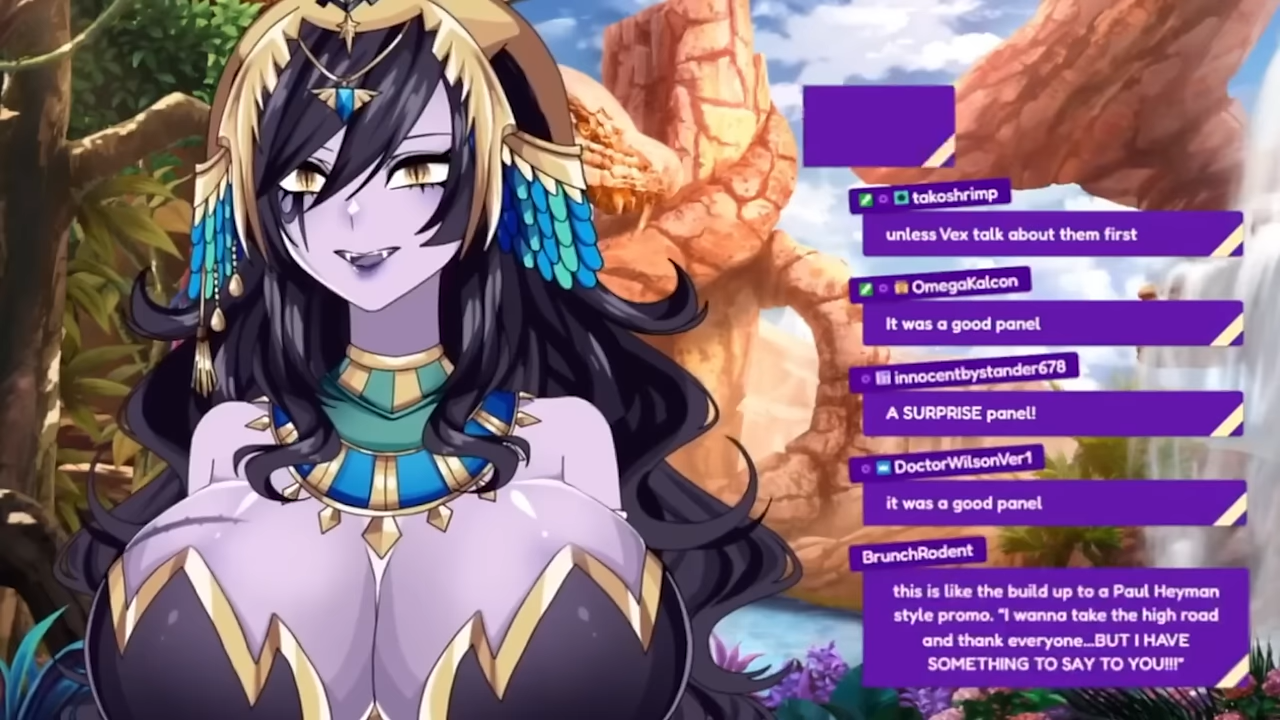 takoshrimp
unless Vex talk about them first
OmegaKalcon
It was a good panel
innocentbystander678
A SURPRISE panel!
DoctorWilsonVer1
it was a good panel
BrunchRodent
this is like the build up to a Paul Heyman
style promo. "I wanna take the high road
and thank everyone...BUT I HAVE
SOMETHING TO SAY TO YOU!!!"